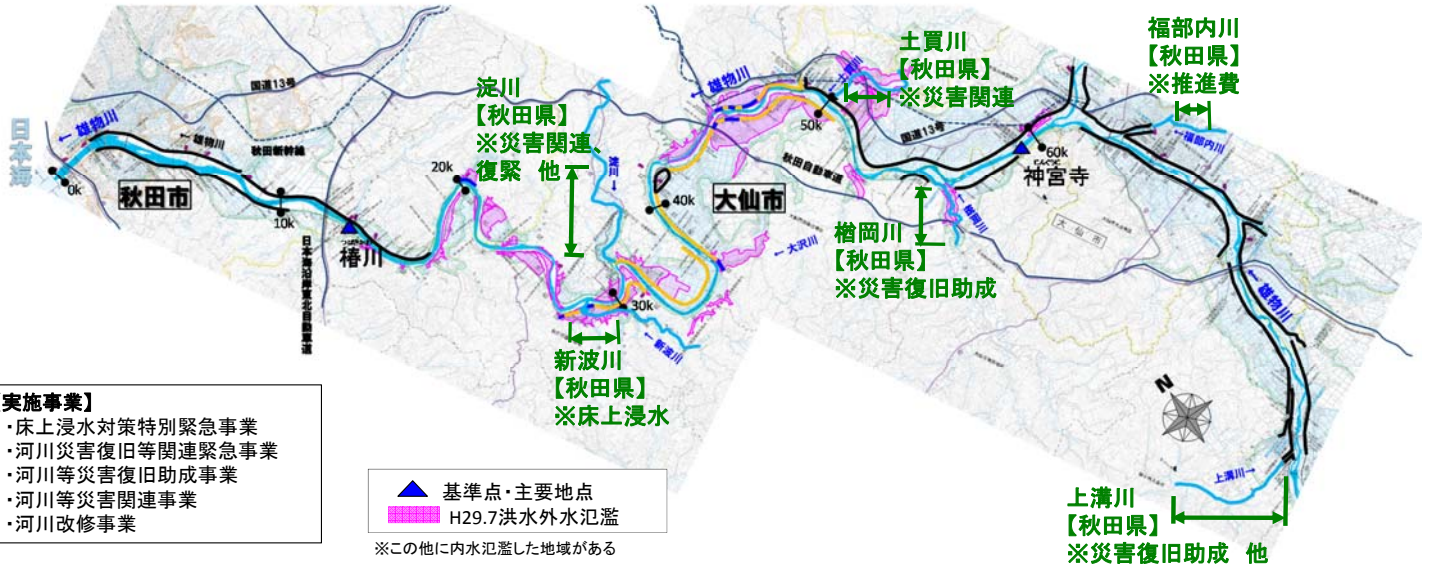 福部内川
【秋田県】
※推進費
土買川
【秋田県】
※災害関連
淀川
【秋田県】
※災害関連、
復緊 他
国道13号
← 雄物川
← 雄物川
秋田新幹線
日本海
0k
秋田市
10k
椿川
日本海沿岸東北自動車道
20k
淀川→
30k
← 新波川
新波川
【秋田県】
※床上浸水
40k
大仙市
← 大沢川
← 雄物川
土買川
50k
国道13号
秋田自動車道
60k
神宮寺
←福部内川
←楢岡川
楢岡川
【秋田県】
※災害復旧助成
大仙市
雄物川
N
上溝川→
上溝川
【秋田県】
※災害復旧助成 他
実施事業】
・床上浸水対策特別緊急事業
・河川災害復旧等関連緊急事業
・河川等災害復旧助成事業
・河川等災害関連事業
・河川改修事業
基準点・主要地点
H29.7洪水外水氾濫
※この他に内水氾濫した地域がある